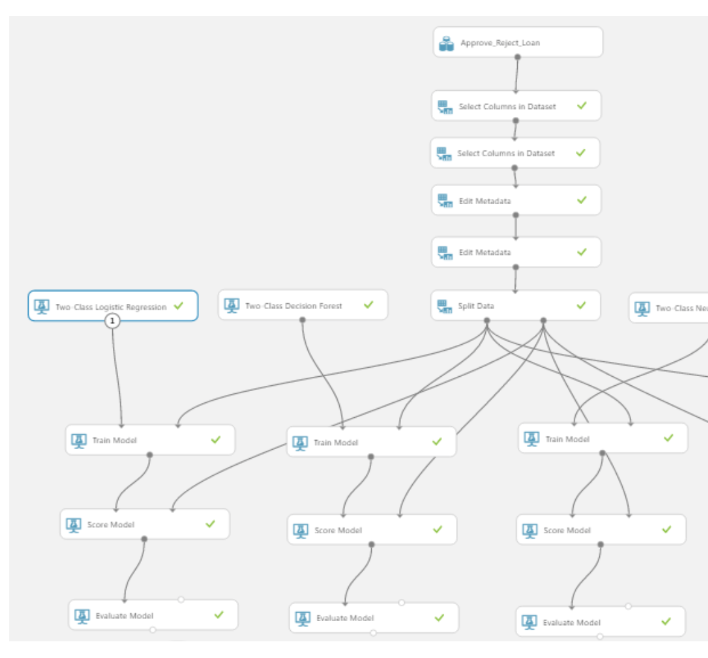 Approve_Reject_Loan
Select Columns in Dataset
Select Columns in Dataset
Edit Metadata
Edit Metadata
Two-Class Logistic Regression
Two-Class Decision Forest
Split Data
Two-Class
1
Train Model
Train Model
Train Model
Score Model
Score Model
Score Model
Evaluate Model
Evaluate Model
Evaluate Model